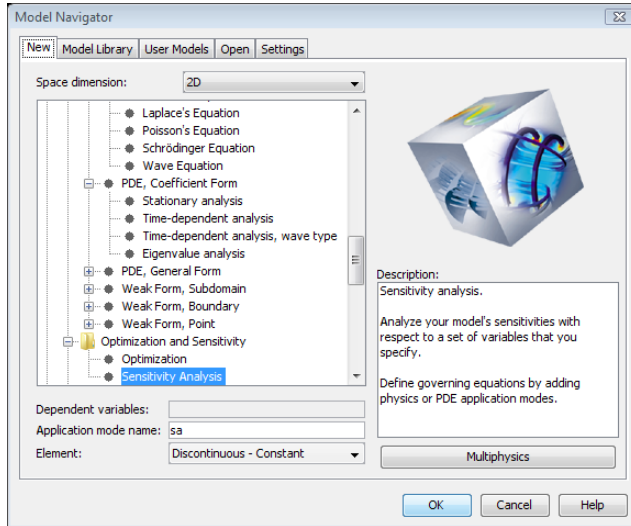 Model Navigator
New
Model Library
User Models
Open
Settings
Space dimension:
2D
Laplace's Equation
Poisson's Equation
Schrödinger Equation
Wave Equation
PDE, Coefficient Form
Stationary analysis
Time-dependent analysis
Time-dependent analysis, wave type
Eigenvalue analysis
PDE, General Form
Weak Form, Subdomain
Weak Form, Boundary
Weak Form, Point
Optimization and Sensitivity
Optimization
Sensitivity Analysis
Dependent variables:
Application mode name:
sa
Element:
Discontinuous - Constant
Description:
Sensitivity analysis.
Analyze your model's sensitivities with
respect to a set of variables that you
specify.
Define governing equations by adding
physics or PDE application modes.
Multiphysics
OK
Cancel
Help